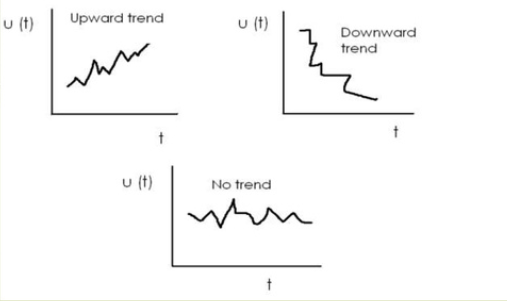 Upward trend
u (t)
t
u (t)
Downward
trend
t
u (t)
No trend
t